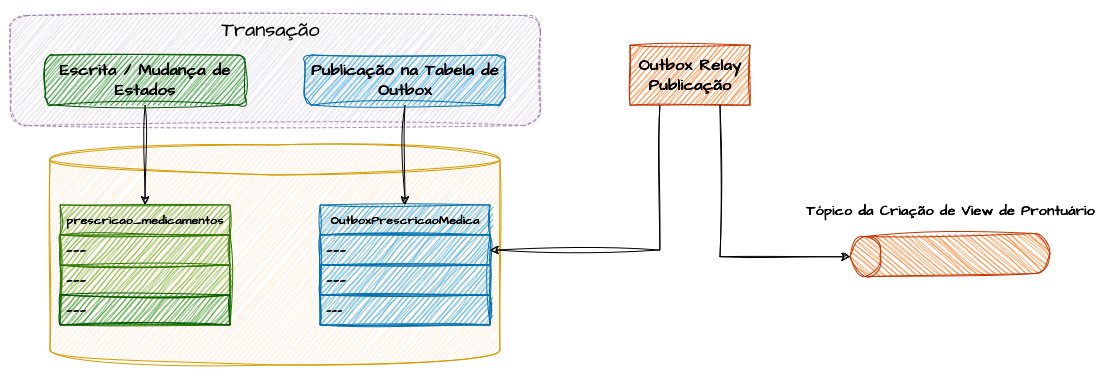 Transação
Escrita / Mudança de
Estados
Publicação na Tabela de
Outbox
Outbox Relay
Publicação
prescricao_medicamentos
---
---
---
OutboxPrescricaoMedica
---
---
---
Tópico da Criação de View de Prontuário